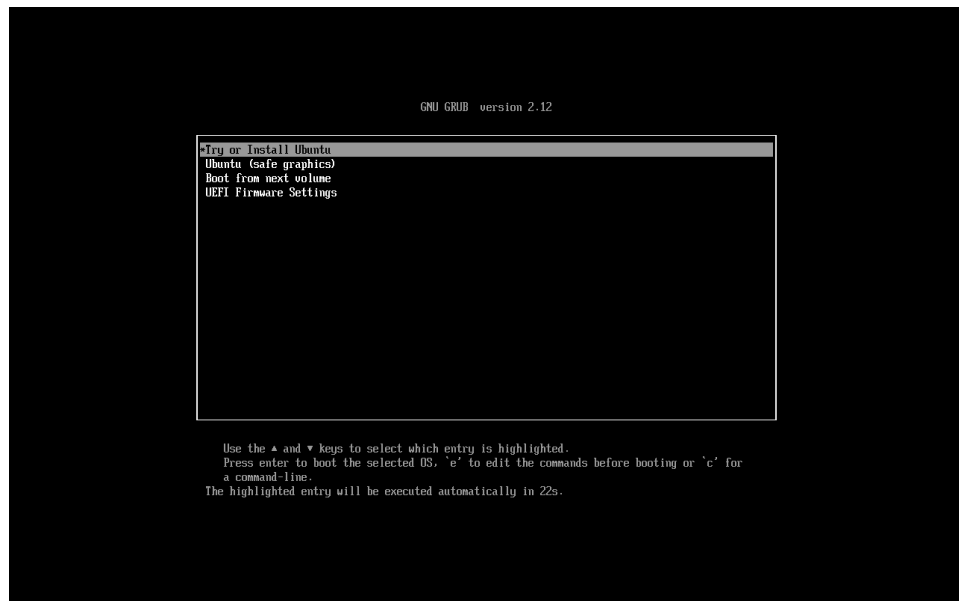 GNU GRUB  version 2.12
*Try or Install Ubuntu
Ubuntu (safe graphics)
Boot from next volume
UEFI Firmware Settings
Use the ▲ and ▼ keys to select which entry is highlighted.
Press enter to boot the selected OS, `e' to edit the commands before booting or `c' for
a command-line.
The highlighted entry will be executed automatically in 22s.